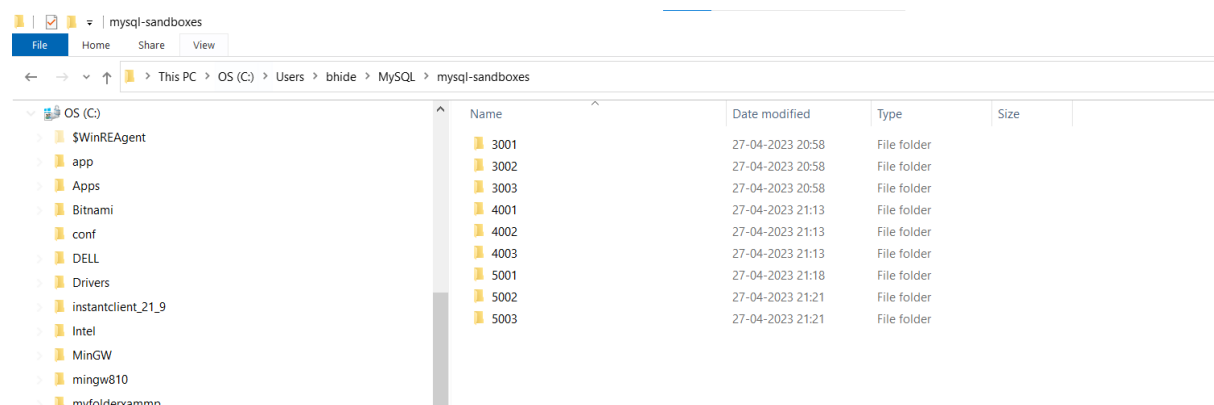 mysql-sandboxes
File Home Share View
This PC > OS (C:) > Users > bhide > MySQL > mysql-sandboxes
OS (C:)
$WinREAgent
app
Apps
Bitnami
conf
DELL
Drivers
instantclient_21_9
Intel
MinGW
mingw810
myfolderxammp
Name Date modified Type Size
3001 27-04-2023 20:58 File folder
3002 27-04-2023 20:58 File folder
3003 27-04-2023 20:58 File folder
4001 27-04-2023 21:13 File folder
4002 27-04-2023 21:13 File folder
4003 27-04-2023 21:13 File folder
5001 27-04-2023 21:18 File folder
5002 27-04-2023 21:21 File folder
5003 27-04-2023 21:21 File folder